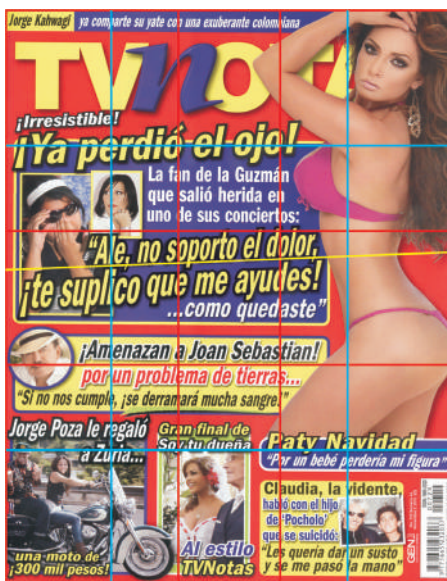 Jorge Kahwagi ya comparte su yate con una exuberante colombiana
TVnOTA
¡Irresistible!
¡Ya perdió el ojo!
La fan de la Guzmán
que salió herida en
uno de sus conciertos:
"Ale, no soporto el dolor,
¡te suplico que me ayudes!
...como quedaste"
¡Amenazan a Joan Sebastian!
por un problema de tierras...
"Si no nos cumple, ¡se derramará mucha sangre!"
Jorge Poza le regaló
a Zuria...
una moto de
¡300 mil pesos!
Gran final de
Soy tu dueña
Al estilo
TVNotas
Paty Navidad
"Por un bebé perdería mi figura"
Claudia, la vidente,
habló con el hijo
de 'Pocholo'
que se suicidó:
"Les quería dar un susto
y se me pasó la mano"